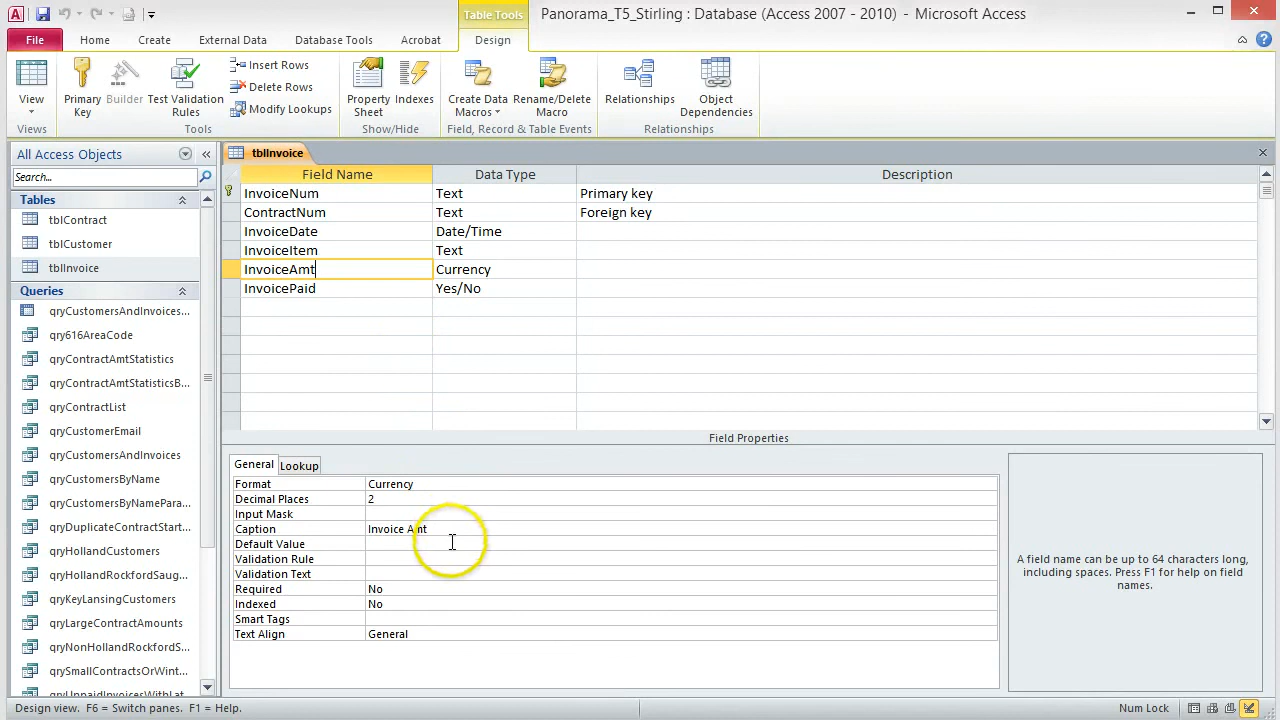 Table Tools
Panorama_T5_Stirling : Database (Access 2007 - 2010) - Microsoft Access
File Home Create External Data Database Tools Acrobat Design
View
Primary Key
Builder
Test Validation Rules
Insert Rows
Delete Rows
Modify Lookups
Property Sheet
Indexes
Create Data Macros
Rename/Delete Macro
Relationships
Object Dependencies
Views Tools Show/Hide Field, Record & Table Events Relationships
All Access Objects
Search...
Tables
tblContract
tblCustomer
tblInvoice
Queries
qryCustomersAndInvoices...
qry616AreaCode
qryContractAmtStatistics
qryContractAmtStatisticsB...
qryContractList
qryCustomerEmail
qryCustomersAndInvoices
qryCustomersByName
qryCustomersByNamePara...
qryDuplicateContractStart...
qryHollandCustomers
qryHollandRockfordSaug...
qryKeyLansingCustomers
qryLargeContractAmounts
qryNonHollandRockfordS...
qrySmallContractsOrWint...
qryUnpaidInvoicesWithLat...
tblInvoice
Field Name Data Type Description
InvoiceNum Text Primary key
ContractNum Text Foreign key
InvoiceDate Date/Time
InvoiceItem Text
InvoiceAmt Currency
InvoicePaid Yes/No
Field Properties
General Lookup
Format Currency
Decimal Places 2
Input Mask
Caption Invoice Amt
Default Value
Validation Rule
Validation Text
Required No
Indexed No
Smart Tags
Text Align General
A field name can be up to 64 characters long,
including spaces. Press F1 for help on field
names.
Design view. F6 = Switch panes. F1 = Help.
Num Lock